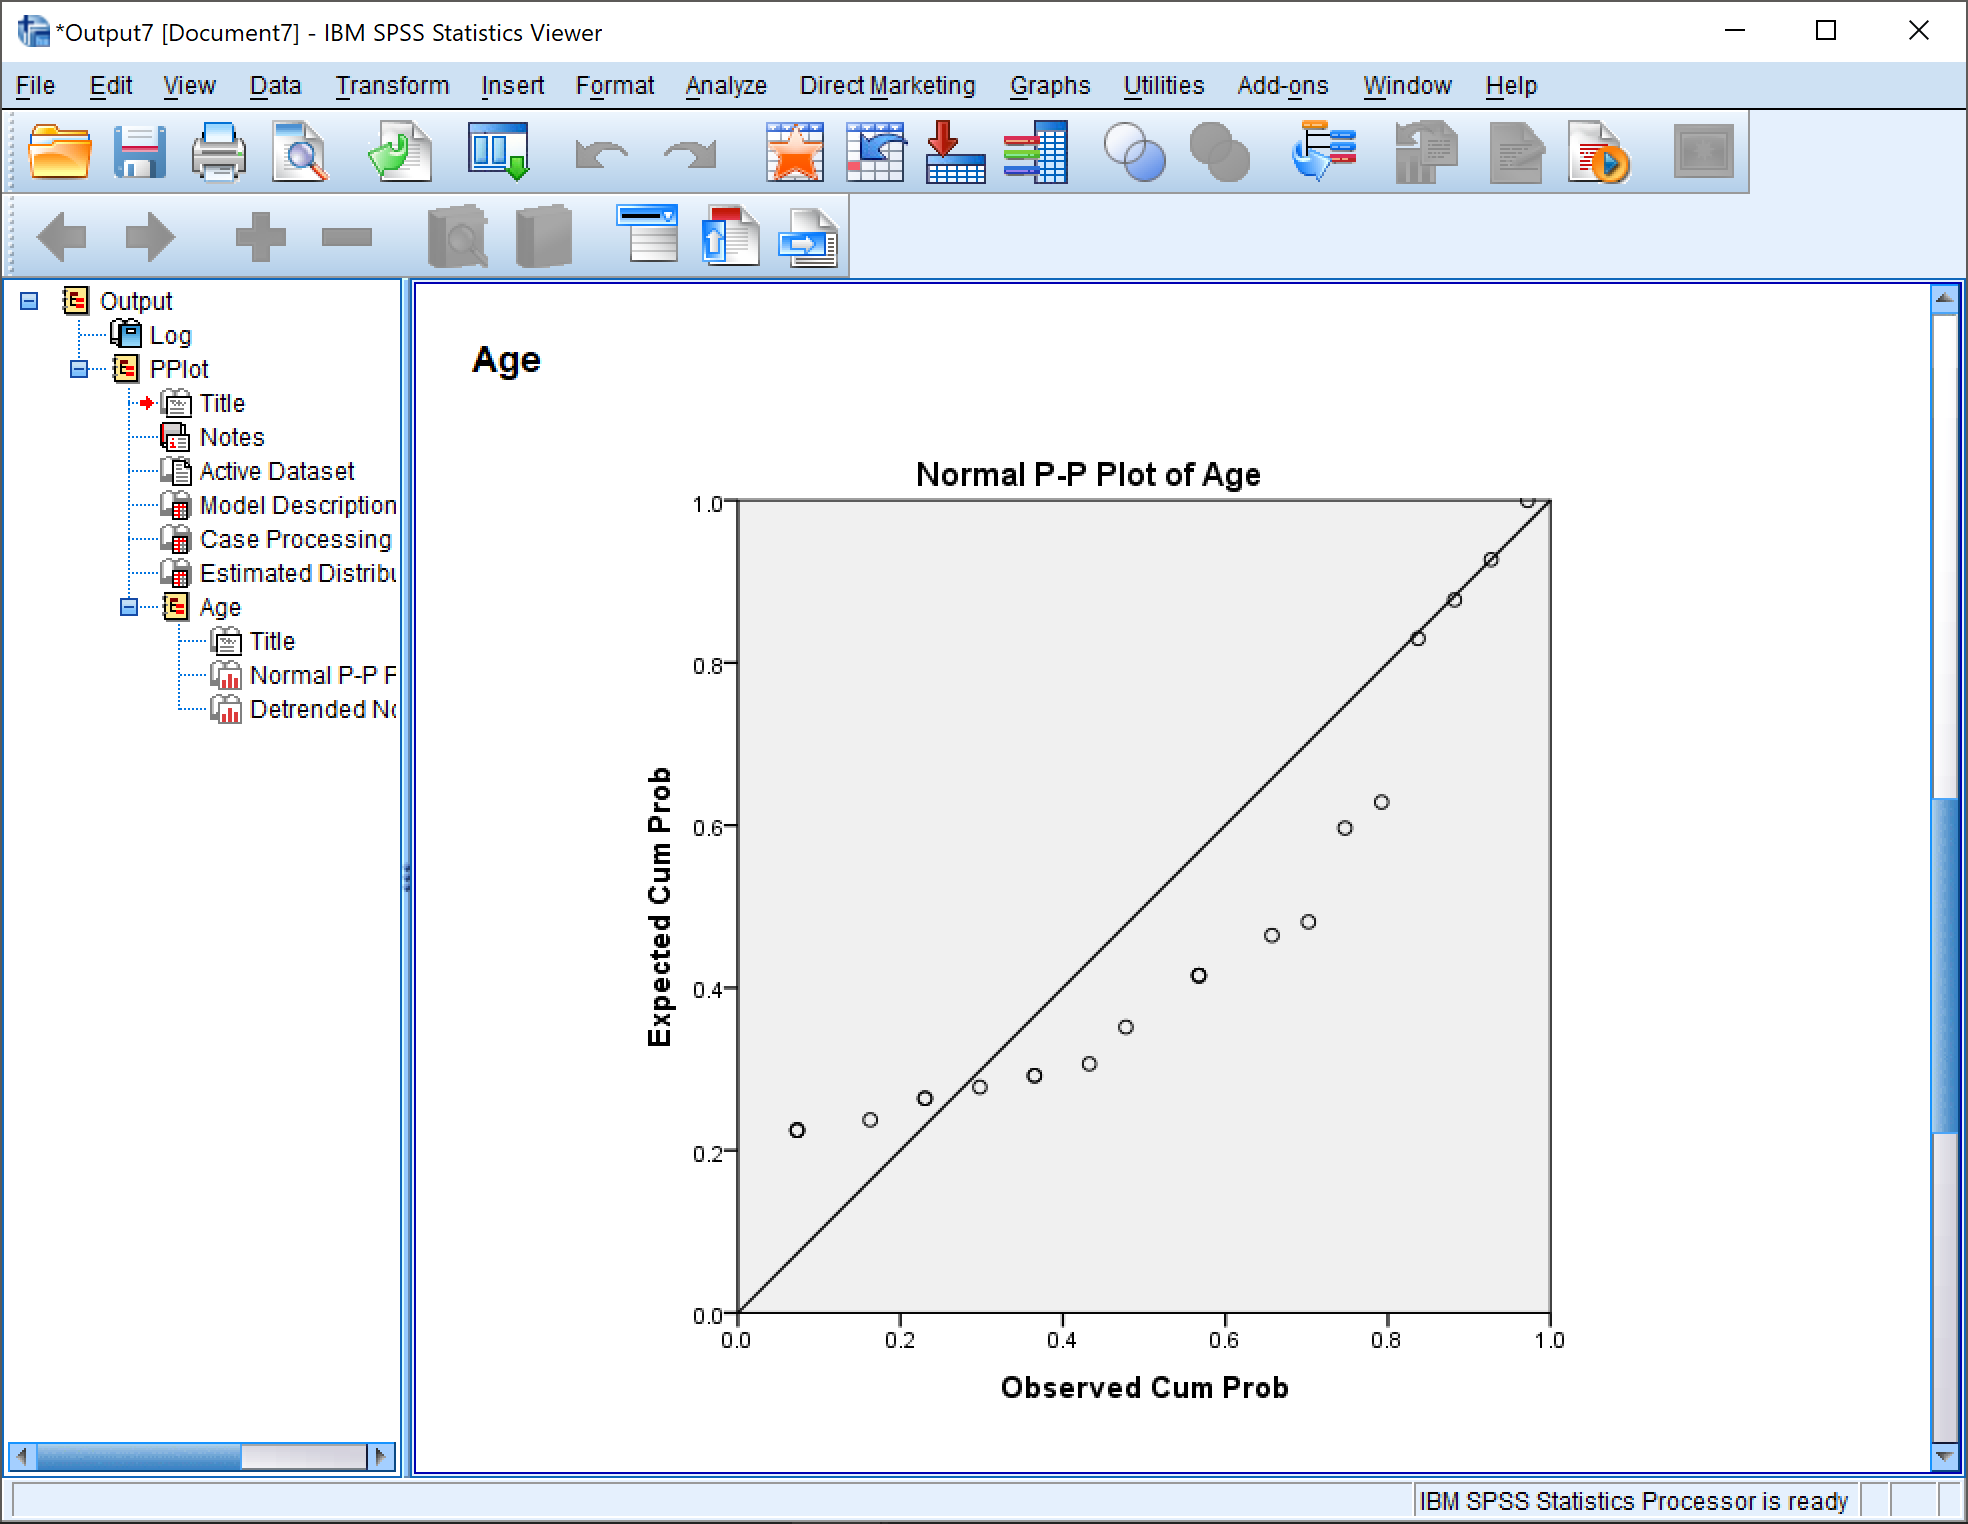 *Output7 [Document7] - IBM SPSS Statistics Viewer
File Edit View Data Transform Insert Format Analyze Direct Marketing Graphs Utilities Add-ons Window Help
Output
Log
PPlot
Title
Notes
Active Dataset
Model Description
Case Processing
Estimated Distribu
Age
Title
Normal P-P P
Detrended No
Age
Normal P-P Plot of Age
Expected Cum Prob
1.0
0.8
0.6
0.4
0.2
0.0
0.0 0.2 0.4 0.6 0.8 1.0
Observed Cum Prob
IBM SPSS Statistics Processor is ready